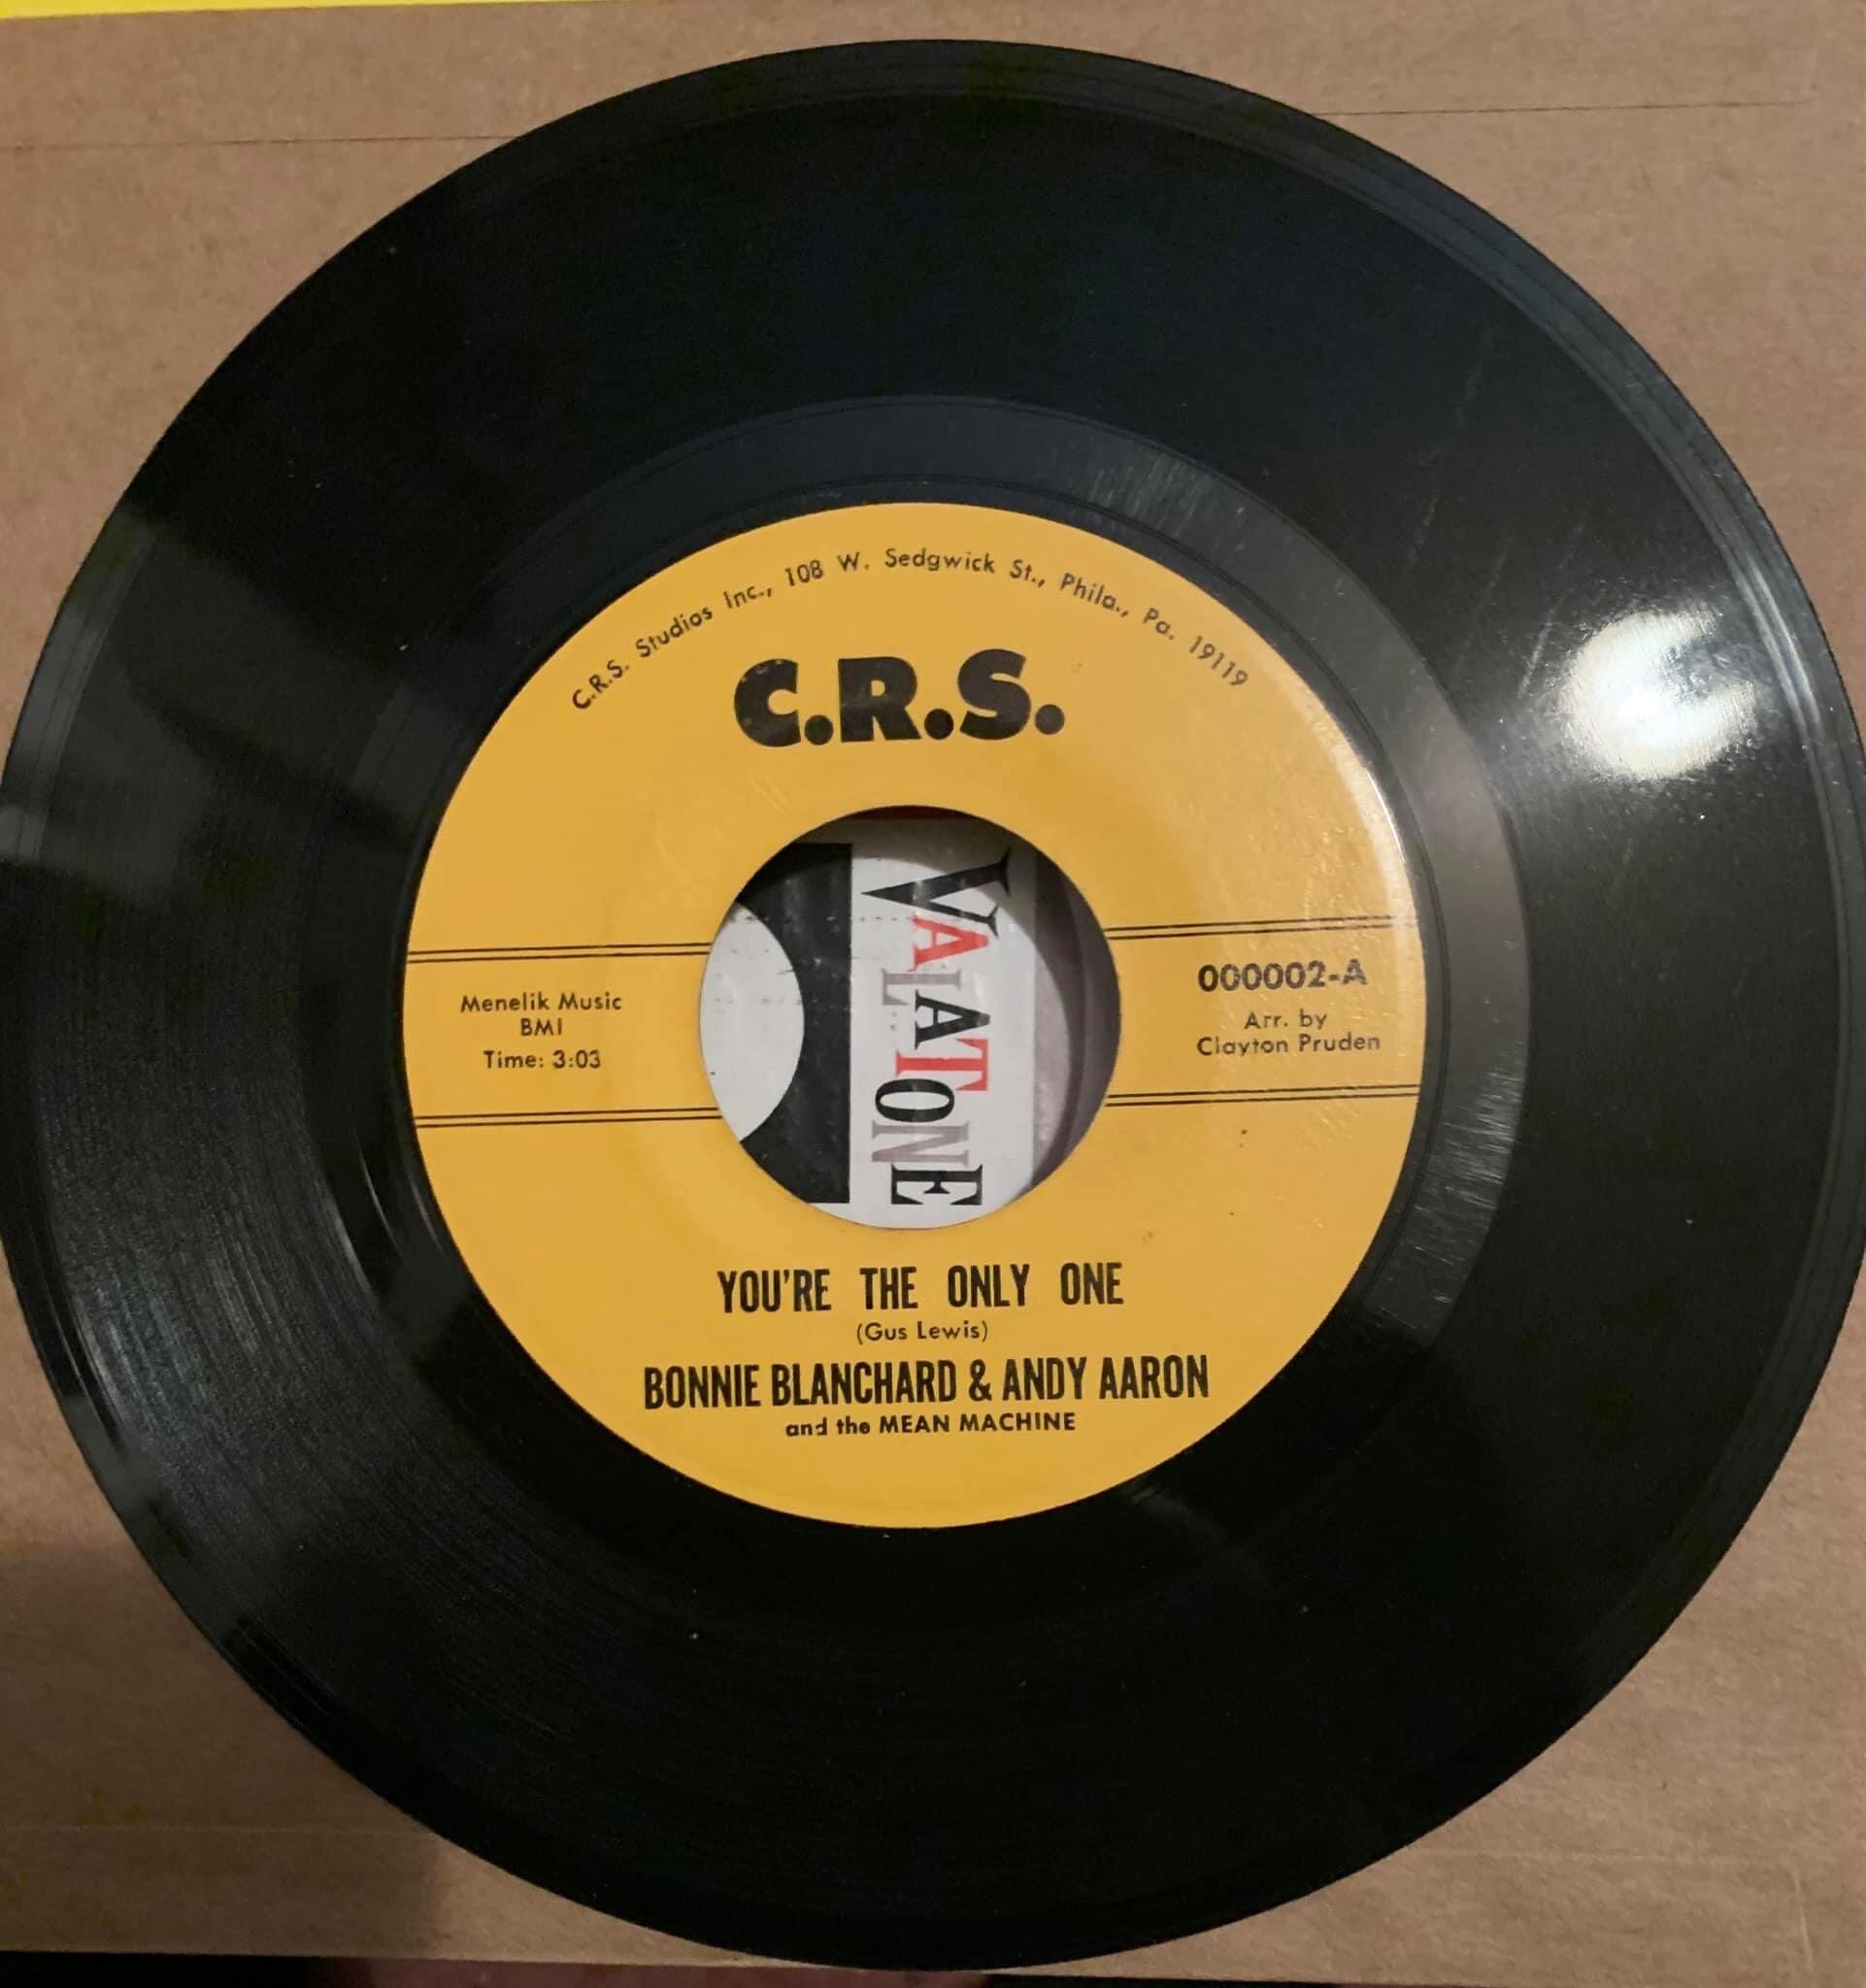 C.R.S. Studios Inc., 108 W. Sedgwick St., Phila., Pa. 19119
C.R.S.
VALATONE
Menelik Music
BMI
Time: 3:03
000002-A
Arr. by
Clayton Pruden
YOU'RE THE ONLY ONE
(Gus Lewis)
BONNIE BLANCHARD & ANDY AARON
and the MEAN MACHINE